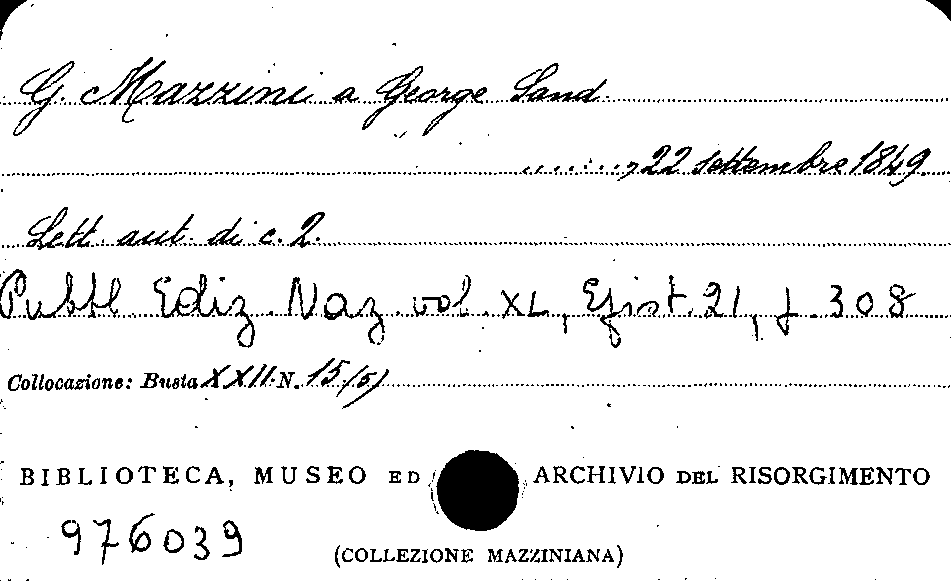 G. Mazzini a George Sand
........, 22 settembre 1849.
Lett. aut. di c. 2.
Pubbl. Ediz. Naz. vol. XL, Epist. 21, p. 308
Collocazione: Busta XXII. N. 15/5)
BIBLIOTECA, MUSEO ED ARCHIVIO DEL RISORGIMENTO
976039
(COLLEZIONE MAZZINIANA)